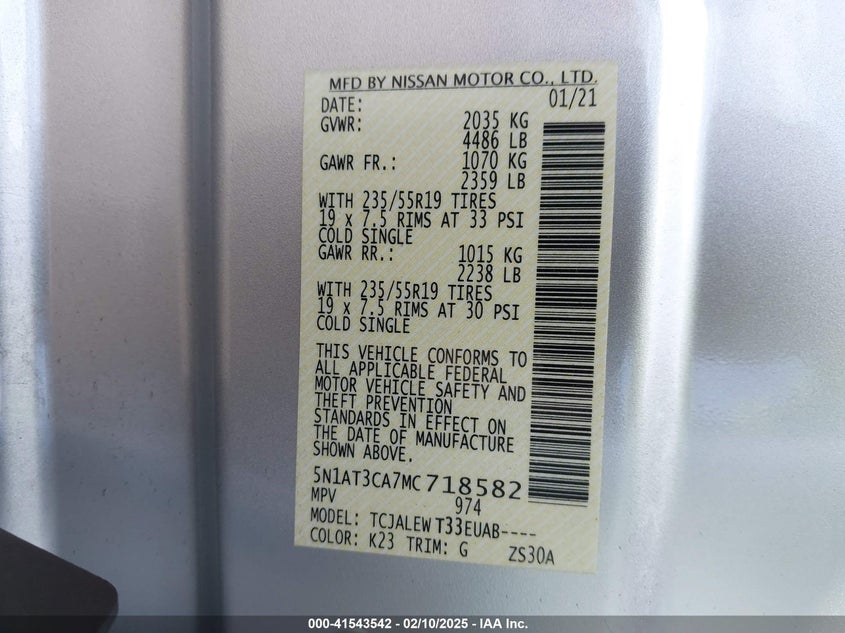 MFD BY NISSAN MOTOR CO., LTD.
DATE: 01/21
GVWR: 2035 KG
4486 LB
GAWR FR.: 1070 KG
2359 LB
WITH 235/55R19 TIRES
19 x 7.5 RIMS AT 33 PSI
COLD SINGLE
GAWR RR.: 1015 KG
2238 LB
WITH 235/55R19 TIRES
19 x 7.5 RIMS AT 30 PSI
COLD SINGLE
THIS VEHICLE CONFORMS TO
ALL APPLICABLE FEDERAL
MOTOR VEHICLE SAFETY AND
THEFT PREVENTION
STANDARDS IN EFFECT ON
THE DATE OF MANUFACTURE
SHOWN ABOVE.
5N1AT3CA7MC718582
MPV 974
MODEL: TCJALEW T33EUAB----
COLOR: K23 TRIM: G ZS30A
000-41543542 - 02/10/2025 - IAA Inc.